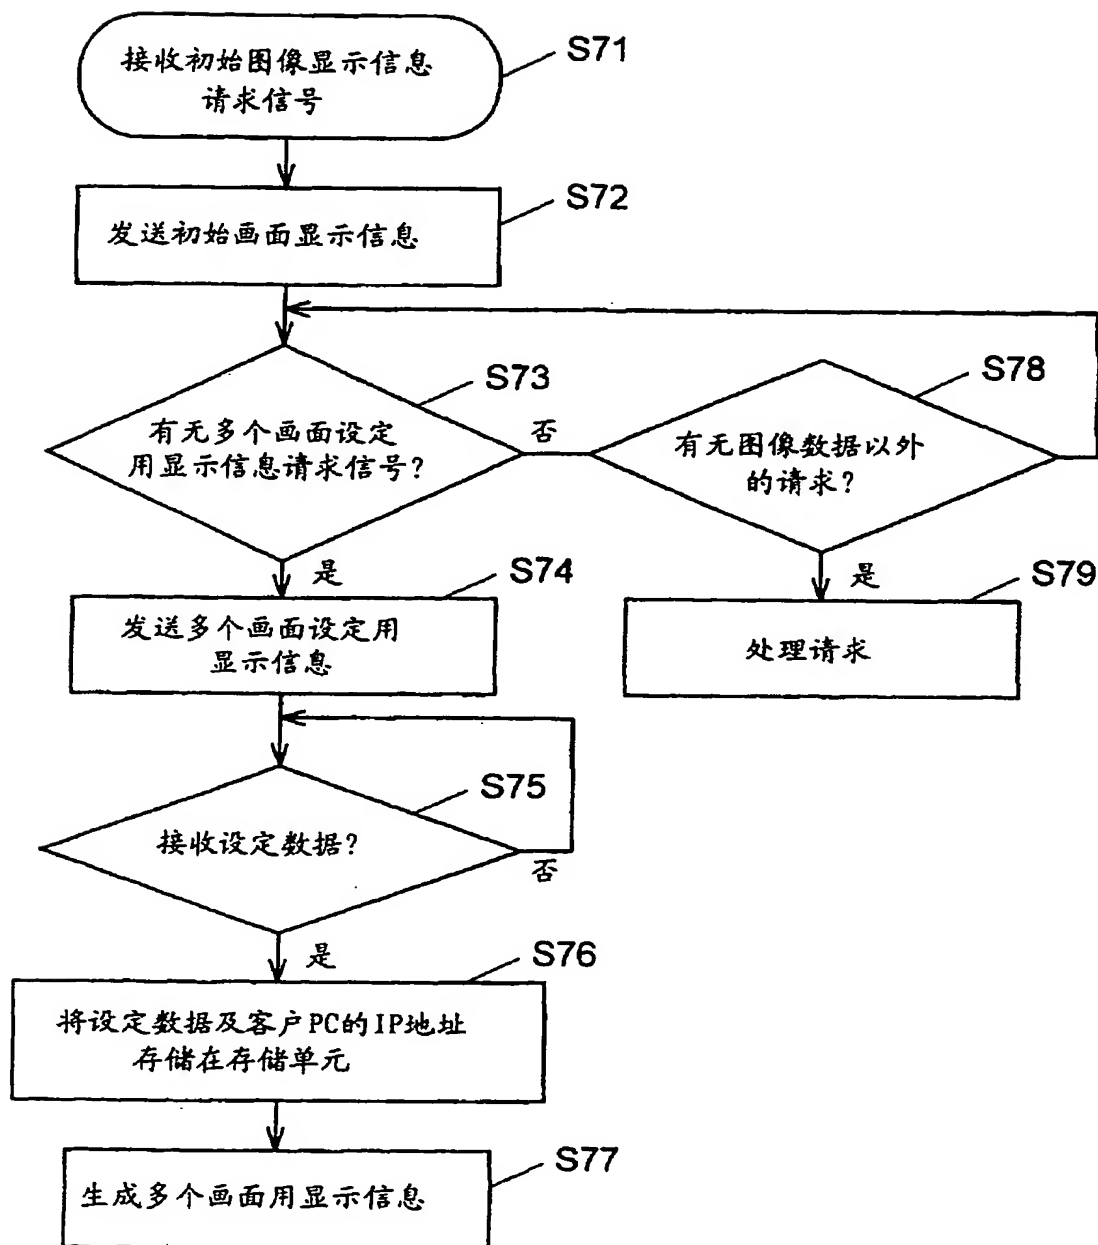 接收初始图像显示信息
请求信号
S71
发送初始画面显示信息
S72
有无多个画面设定
用显示信息请求信号?
S73
否
有无图像数据以外
的请求?
S78
是
发送多个画面设定用
显示信息
S74
是
处理请求
S79
接收设定数据?
S75
否
是
将设定数据及客户PC的IP地址
存储在存储单元
S76
生成多个画面用显示信息
S77